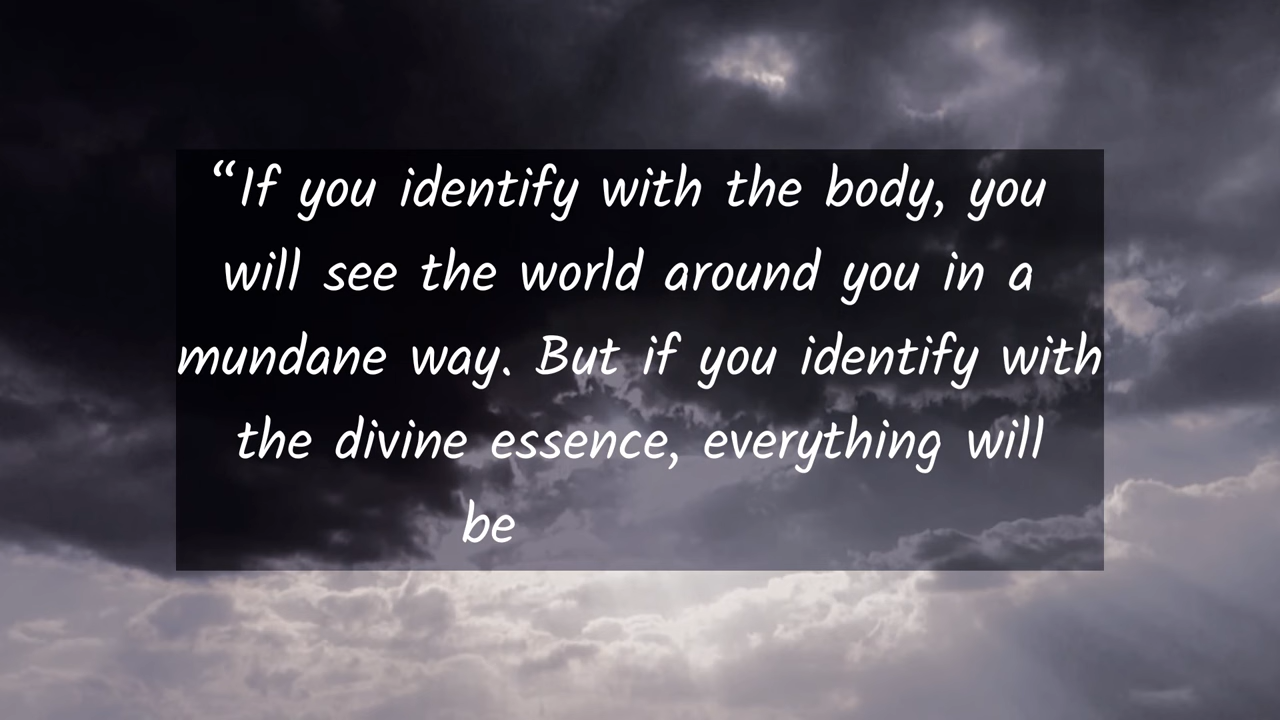 “If you identify with the body, you
will see the world around you in a
mundane way. But if you identify with
the divine essence, everything will
be